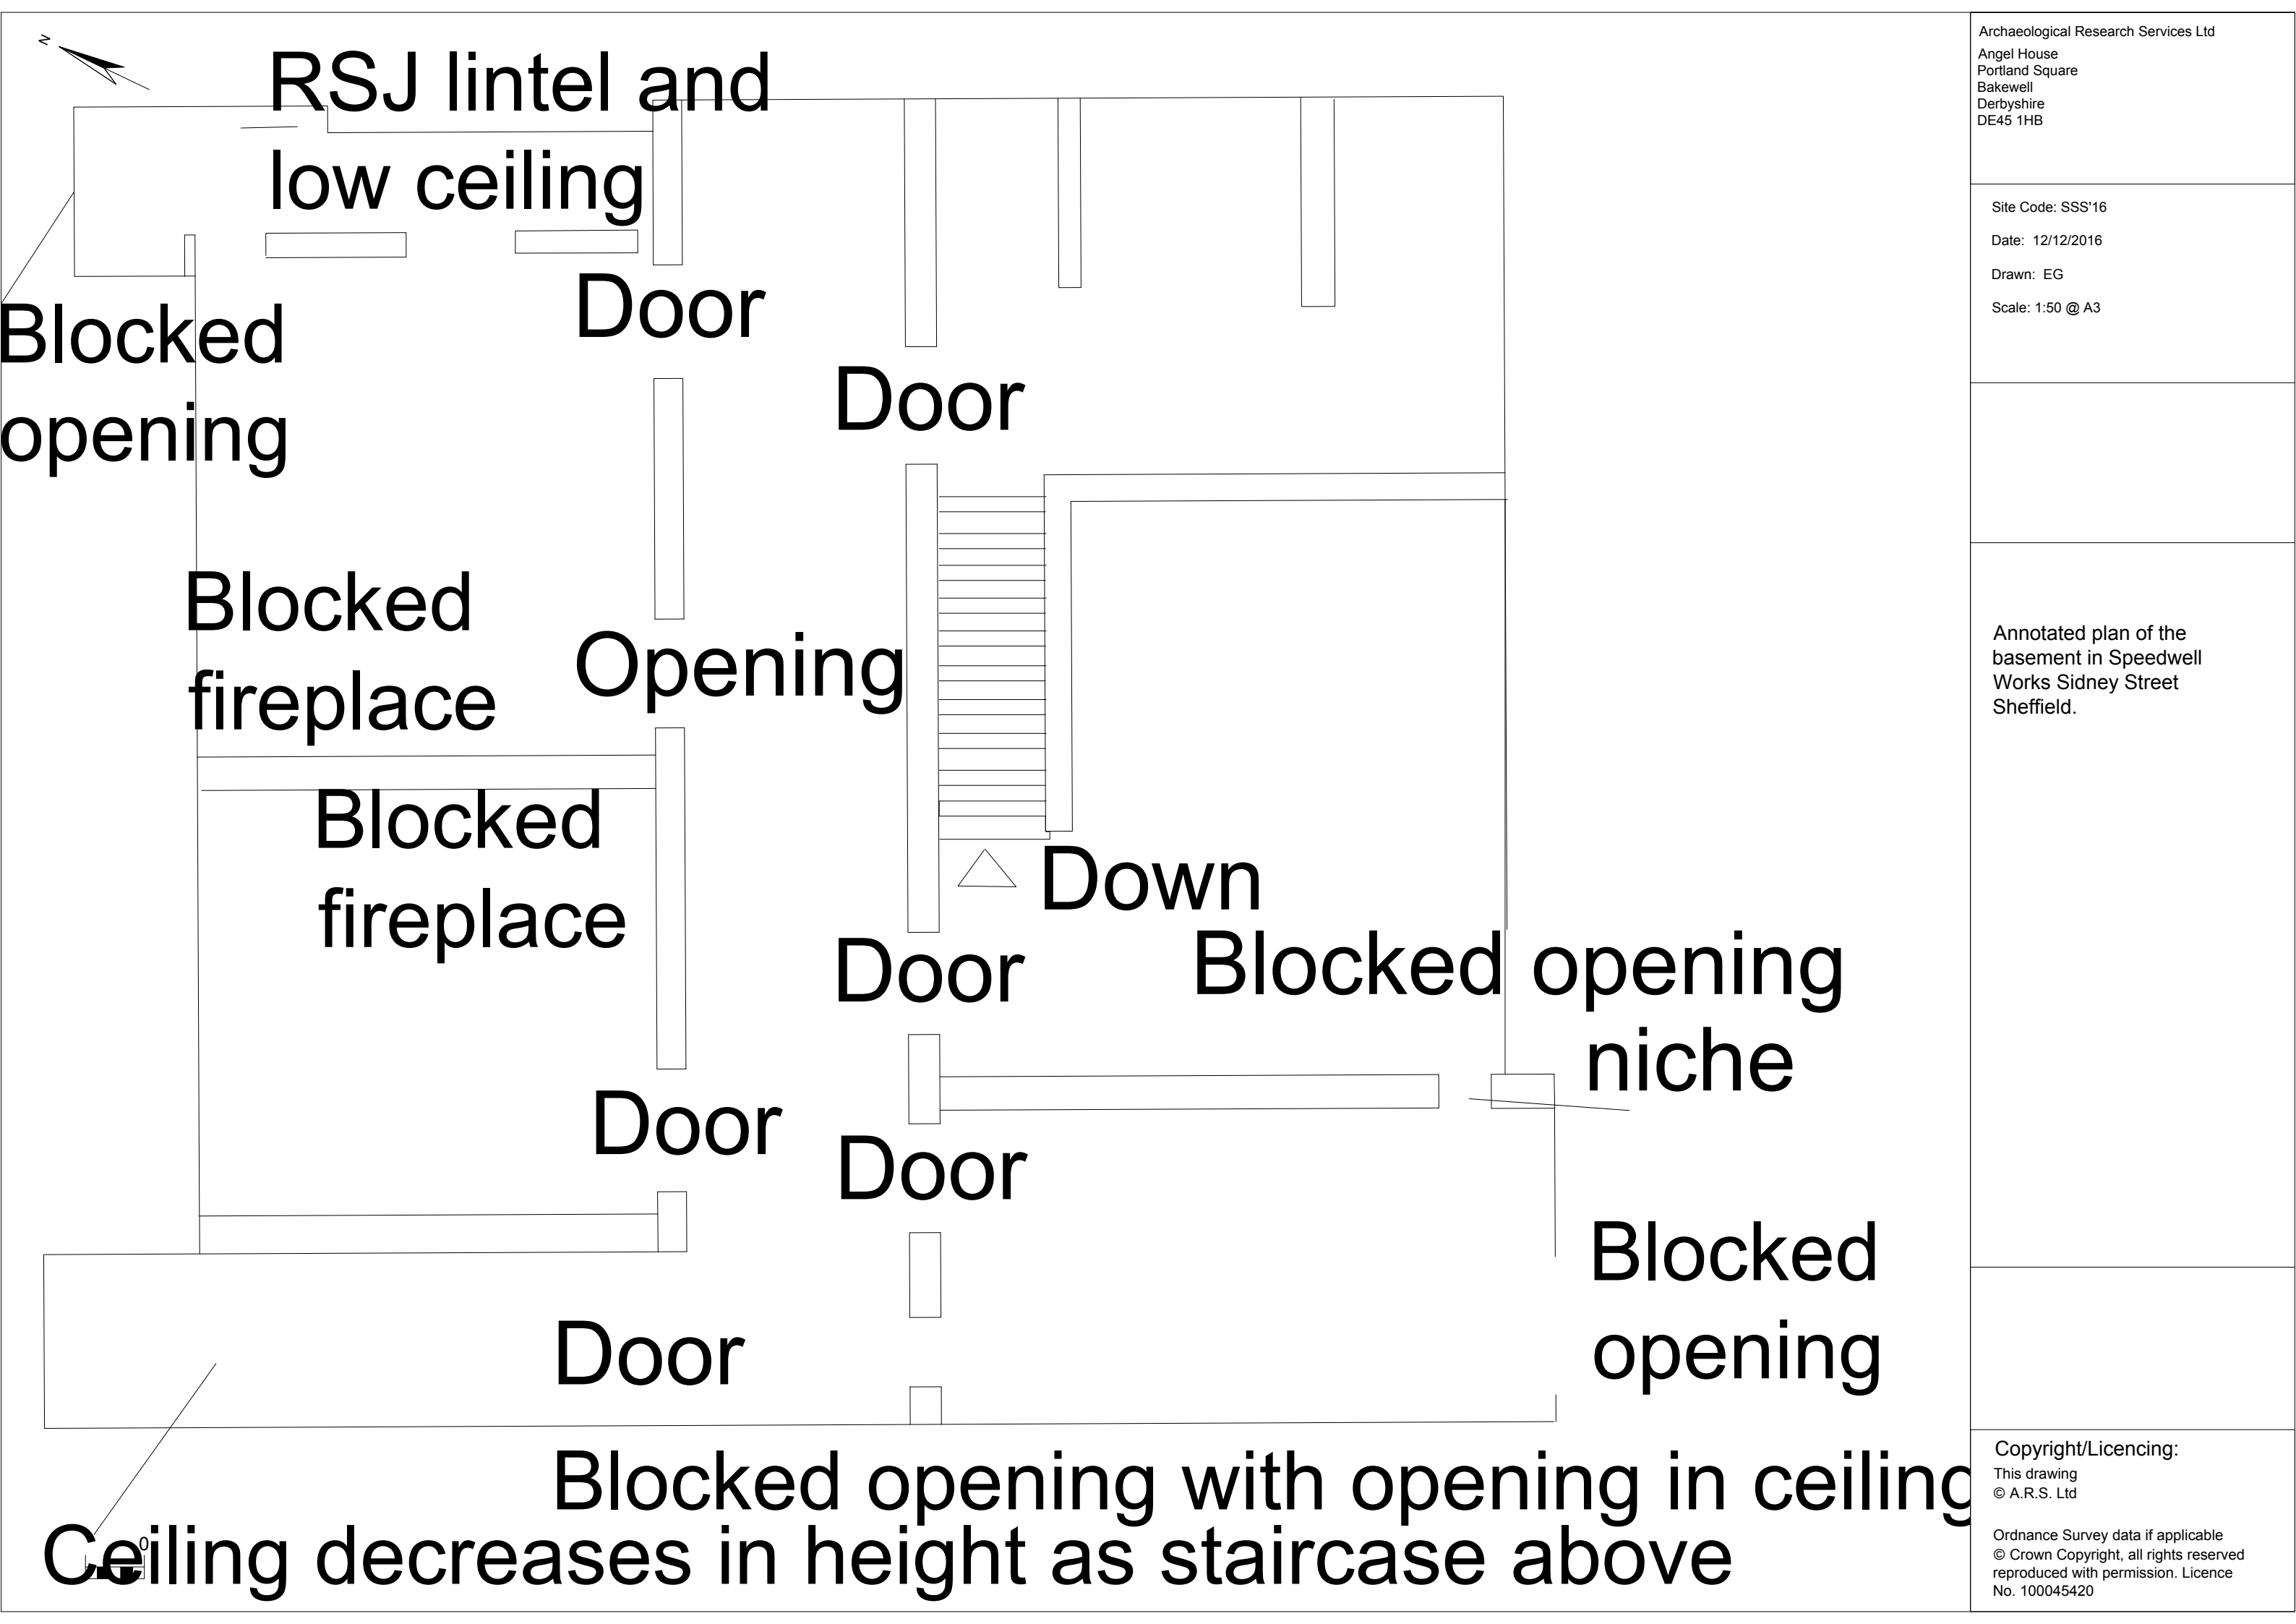 N
RSJ lintel and
low ceiling
Door
Blocked
opening
Door
Blocked
fireplace
Opening
Blocked
fireplace
Down
Door
Blocked opening
niche
Door
Door
Blocked
opening
Door
Blocked opening with opening in ceiling
Ceiling decreases in height as staircase above
0
Archaeological Research Services Ltd
Angel House
Portland Square
Bakewell
Derbyshire
DE45 1HB
Site Code: SSS'16
Date: 12/12/2016
Drawn: EG
Scale: 1:50 @ A3
Annotated plan of the
basement in Speedwell
Works Sidney Street
Sheffield.
Copyright/Licencing:
This drawing
© A.R.S. Ltd
Ordnance Survey data if applicable
© Crown Copyright, all rights reserved
reproduced with permission. Licence
No. 100045420